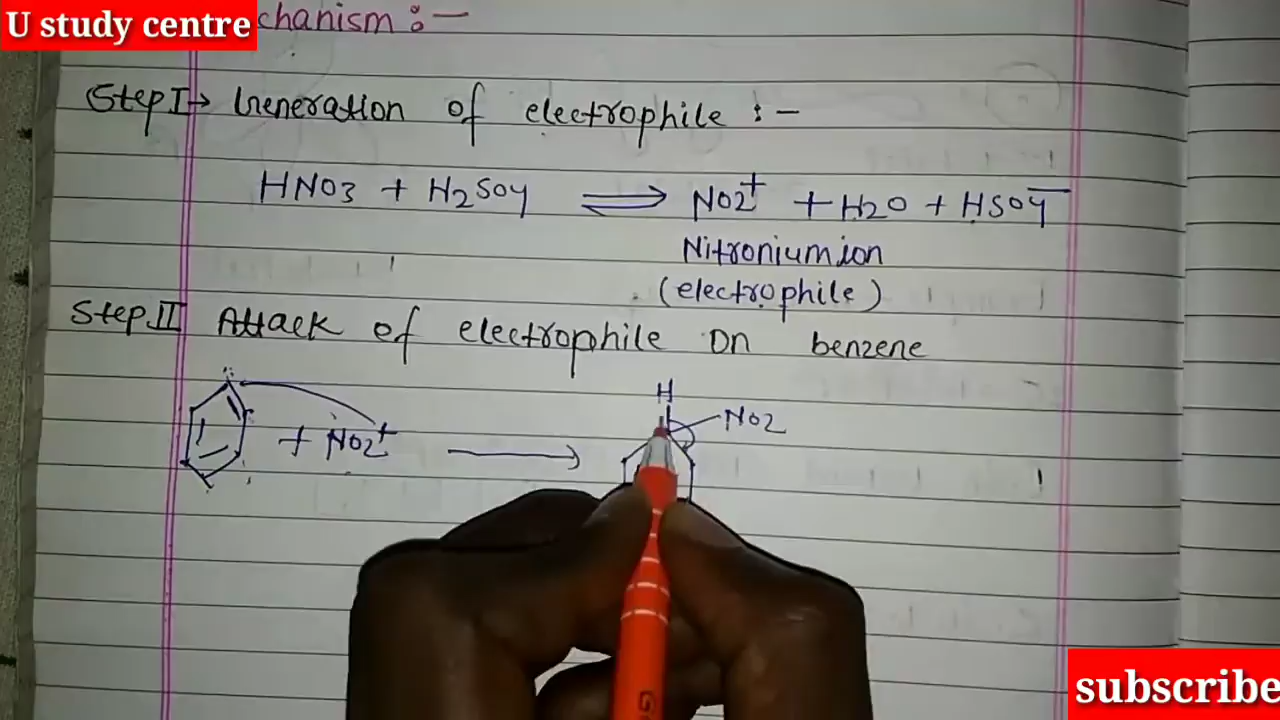 U study centre
chanism :-
Step I → Generation of electrophile :-
HNO3 + H2SO4 ⇌ NO2+ + H2O + HSO4-
Nitronium ion
(electrophile)
Step II Attack of electrophile on benzene
+ NO2+ →
H
NO2
subscribe